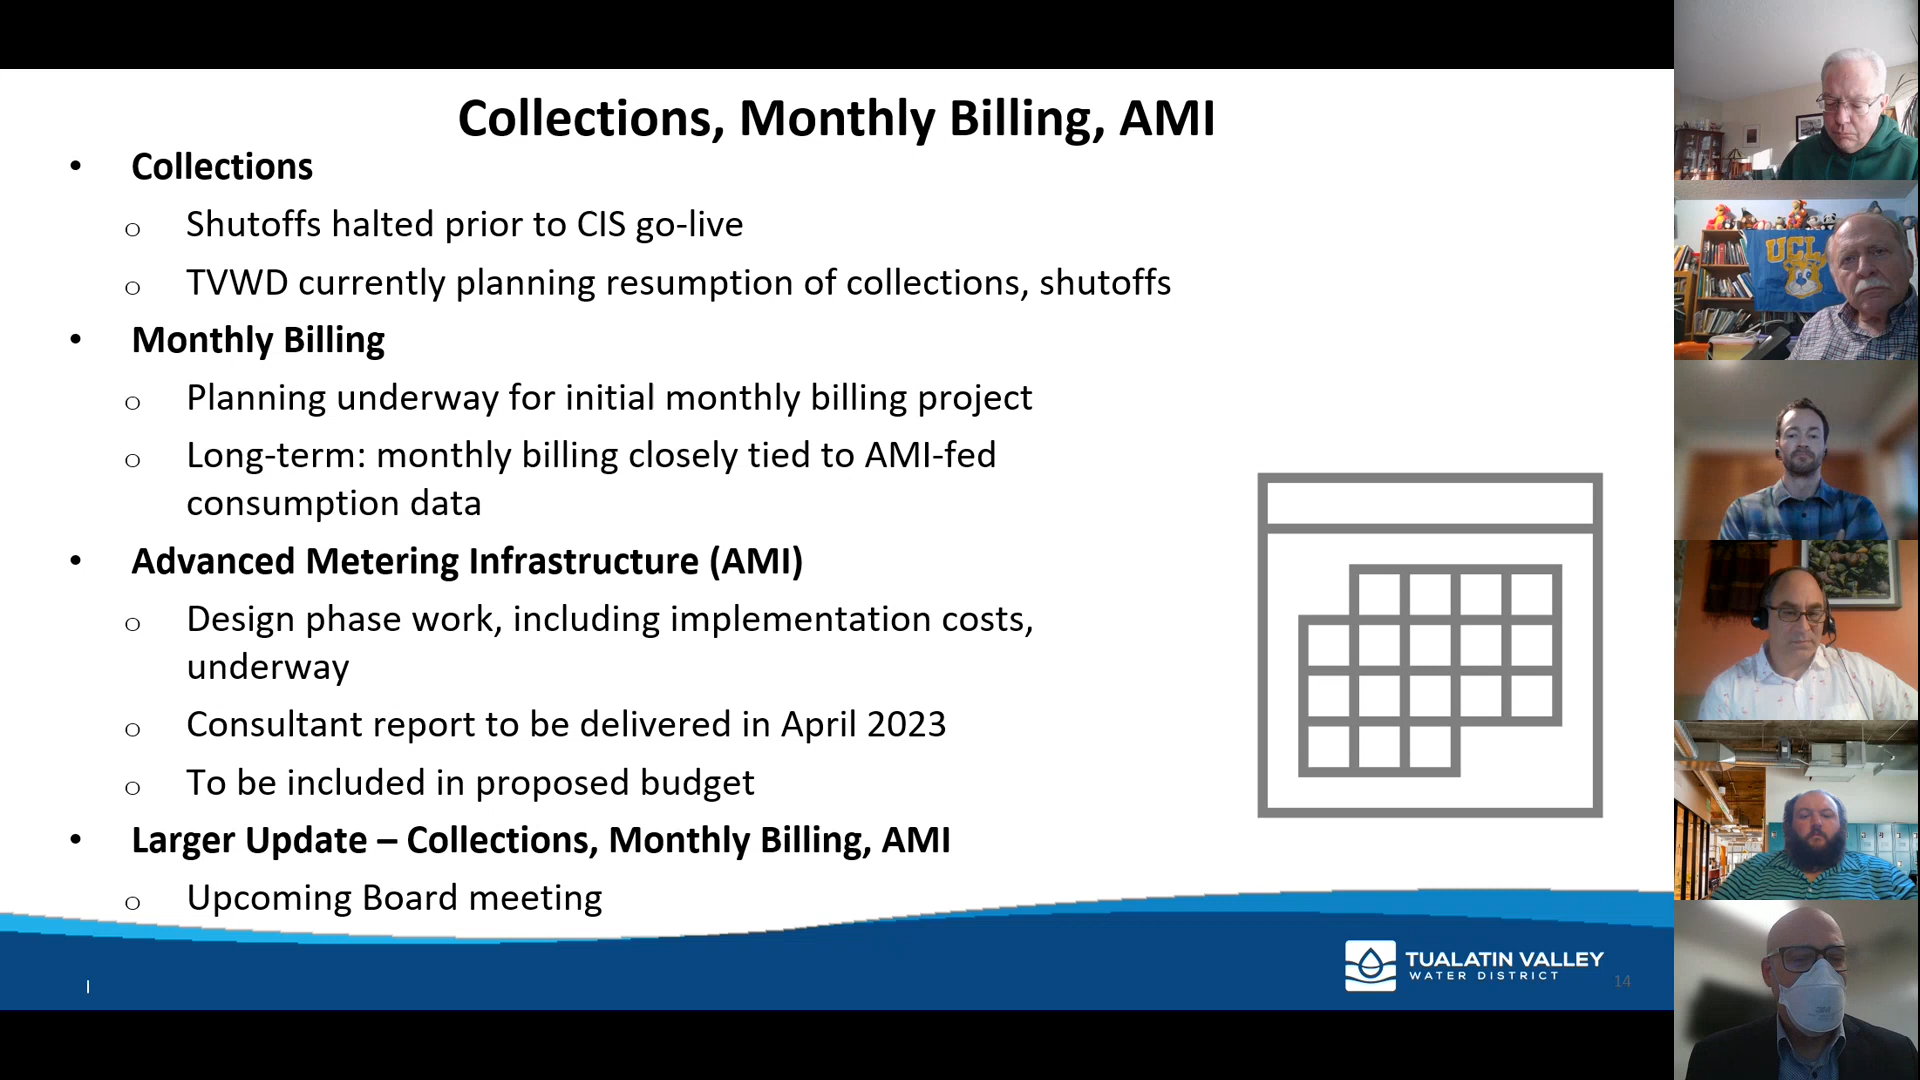 Collections, Monthly Billing, AMI
• Collections
o Shutoffs halted prior to CIS go-live
o TVWD currently planning resumption of collections, shutoffs
• Monthly Billing
o Planning underway for initial monthly billing project
o Long-term: monthly billing closely tied to AMI-fed
consumption data
• Advanced Metering Infrastructure (AMI)
o Design phase work, including implementation costs,
underway
o Consultant report to be delivered in April 2023
o To be included in proposed budget
• Larger Update – Collections, Monthly Billing, AMI
o Upcoming Board meeting
TUALATIN VALLEY
WATER DISTRICT
14
UCL